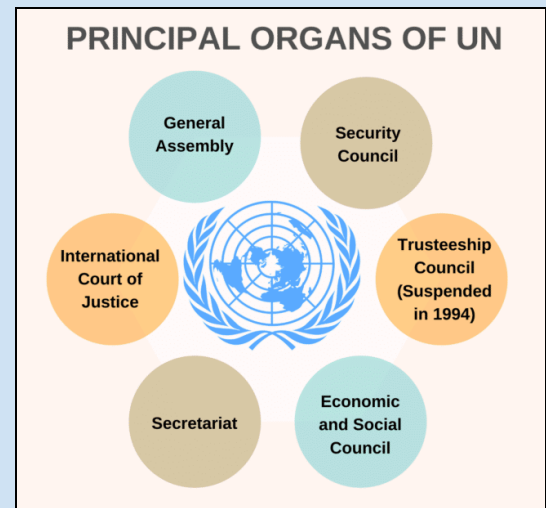 PRINCIPAL ORGANS OF UN
General
Assembly
Security
Council
International
Court of
Justice
Trusteeship
Council
(Suspended
in 1994)
Secretariat
Economic
and Social
Council